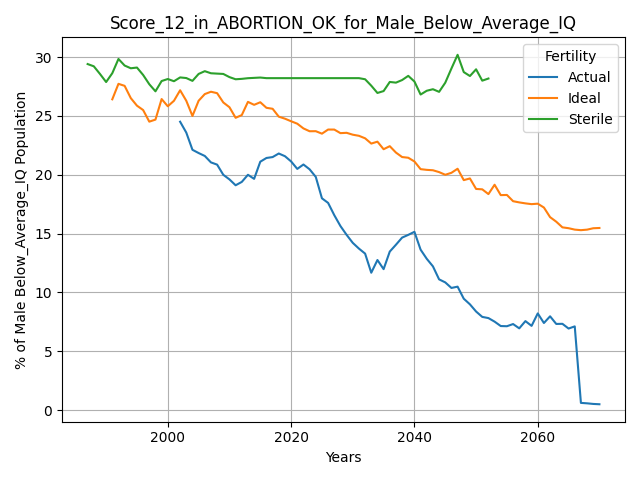 Score_12_in_ABORTION_OK_for_Male_Below_Average_IQ
Fertility
Actual
Ideal
Sterile
% of Male Below_Average_IQ Population
30
25
20
15
10
5
0
2000
2020
2040
2060
Years